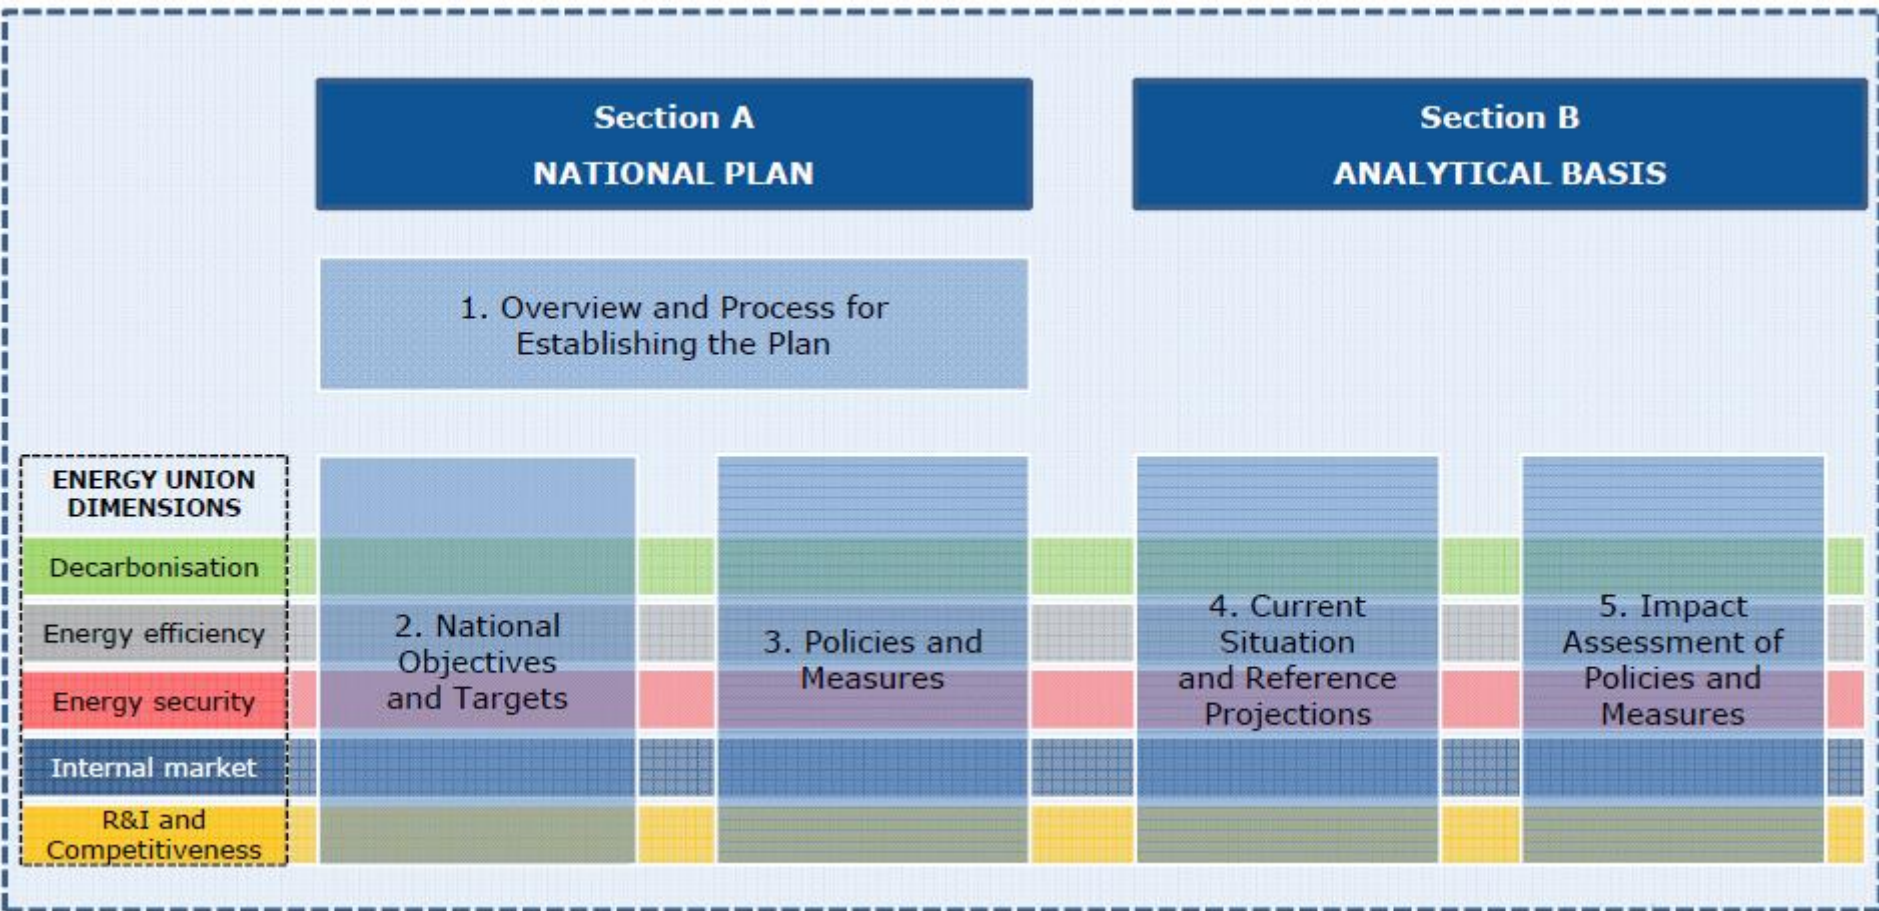 Section A
NATIONAL PLAN
Section B
ANALYTICAL BASIS
1. Overview and Process for
Establishing the Plan
ENERGY UNION
DIMENSIONS
Decarbonisation
Energy efficiency
Energy security
Internal market
R&I and
Competitiveness
2. National
Objectives
and Targets
3. Policies and
Measures
4. Current
Situation
and Reference
Projections
5. Impact
Assessment of
Policies and
Measures